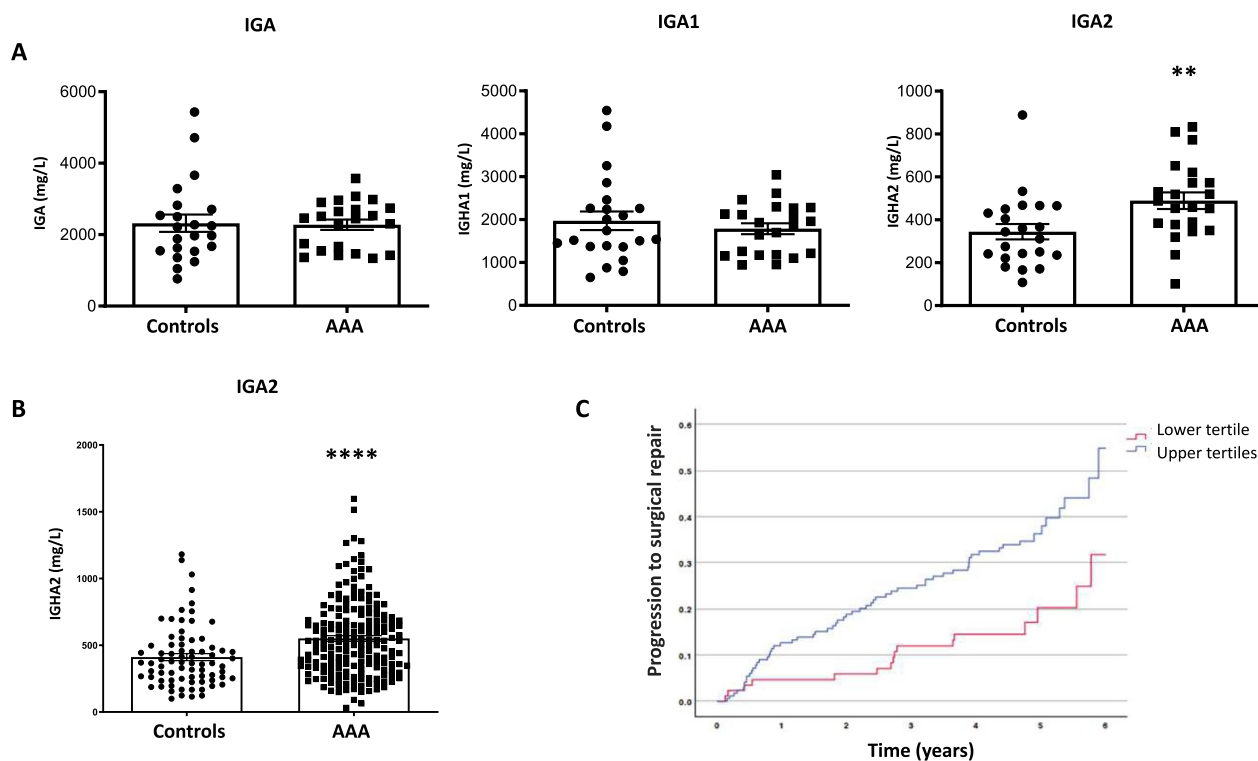 A
IGA
IGA (mg/L)
6000
4000
2000
0
Controls AAA
IGA1
IGHA1 (mg/L)
5000
4000
3000
2000
1000
0
Controls AAA
IGA2
**
IGHA2 (mg/L)
1000
800
600
400
200
0
Controls AAA
B
IGA2
****
IGHA2 (mg/L)
2000
1500
1000
500
0
Controls AAA
C
Progression to surgical repair
0.6
0.5
0.4
0.3
0.2
0.1
0.0
0 1 2 3 4 5 6
Time (years)
Lower tertile
Upper tertiles